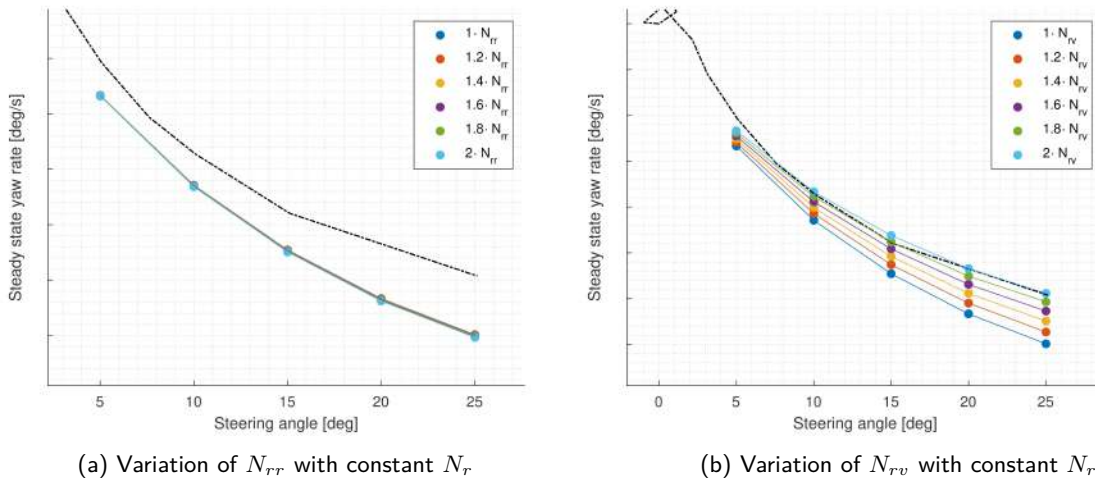 Steady state yaw rate [deg/s]
1· N_rr
1.2· N_rr
1.4· N_rr
1.6· N_rr
1.8· N_rr
2· N_rr
5 10 15 20 25
Steering angle [deg]
(a) Variation of N_rr with constant N_r
Steady state yaw rate [deg/s]
1· N_rv
1.2· N_rv
1.4· N_rv
1.6· N_rv
1.8· N_rv
2· N_rv
0 5 10 15 20 25
Steering angle [deg]
(b) Variation of N_rv with constant N_r